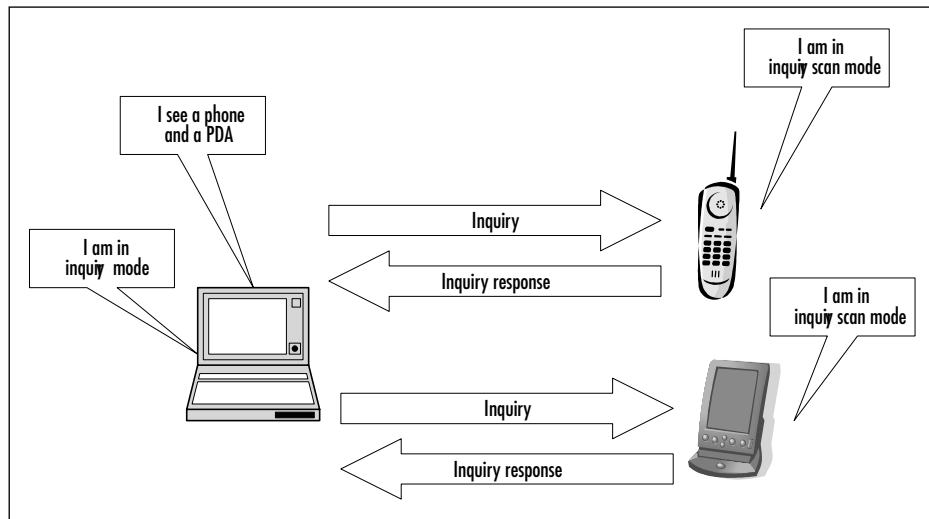 I am in
inquiry scan mode
I see a phone
and a PDA
Inquiry
I am in
inquiry mode
Inquiry response
I am in
inquiry scan mode
Inquiry
Inquiry response